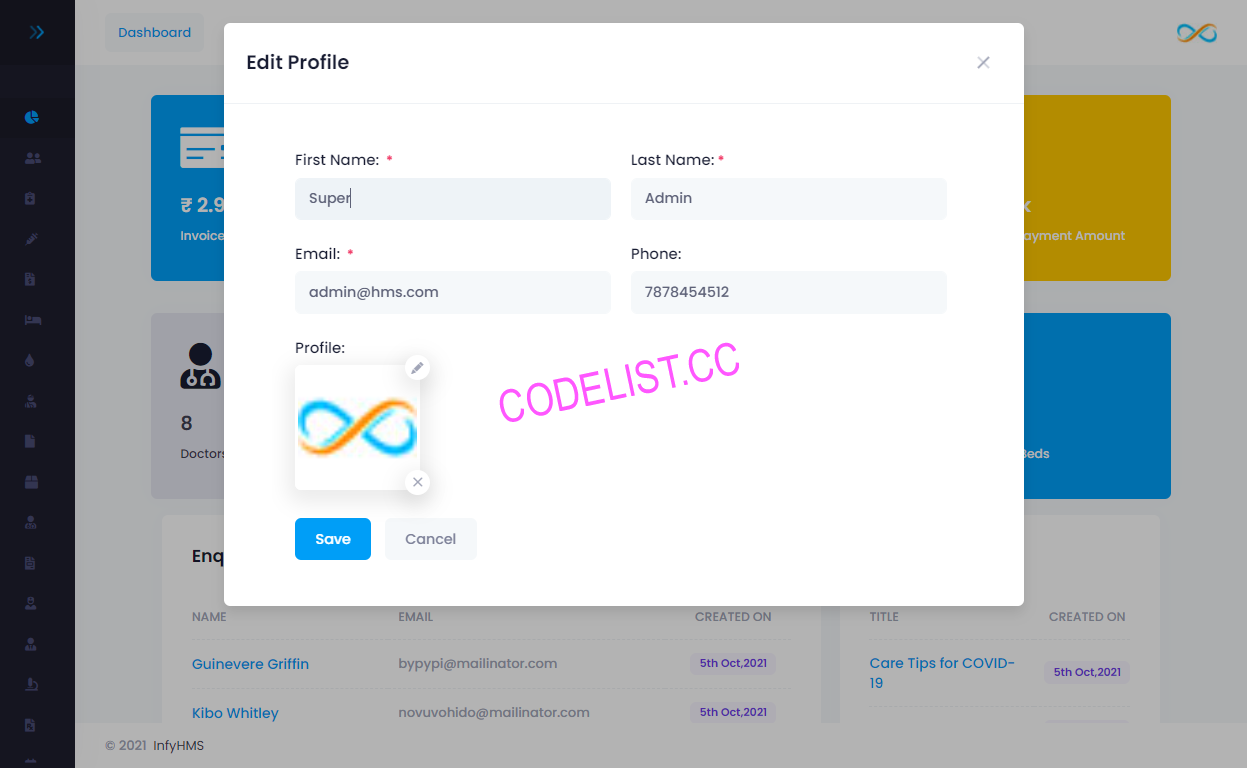 Dashboard
Edit Profile
First Name: *
Last Name: *
Super
Admin
Email: *
Phone:
admin@hms.com
7878454512
Profile:
CODELIST.CC
Save
Cancel
₹ 2.9
Invoice
ayment Amount
8
Doctors
Beds
Enq
NAME EMAIL CREATED ON
Guinevere Griffin bypypi@mailinator.com 5th Oct,2021
Kibo Whitley novuvohido@mailinator.com 5th Oct,2021
TITLE CREATED ON
Care Tips for COVID-
19
5th Oct,2021
© 2021 InfyHMS